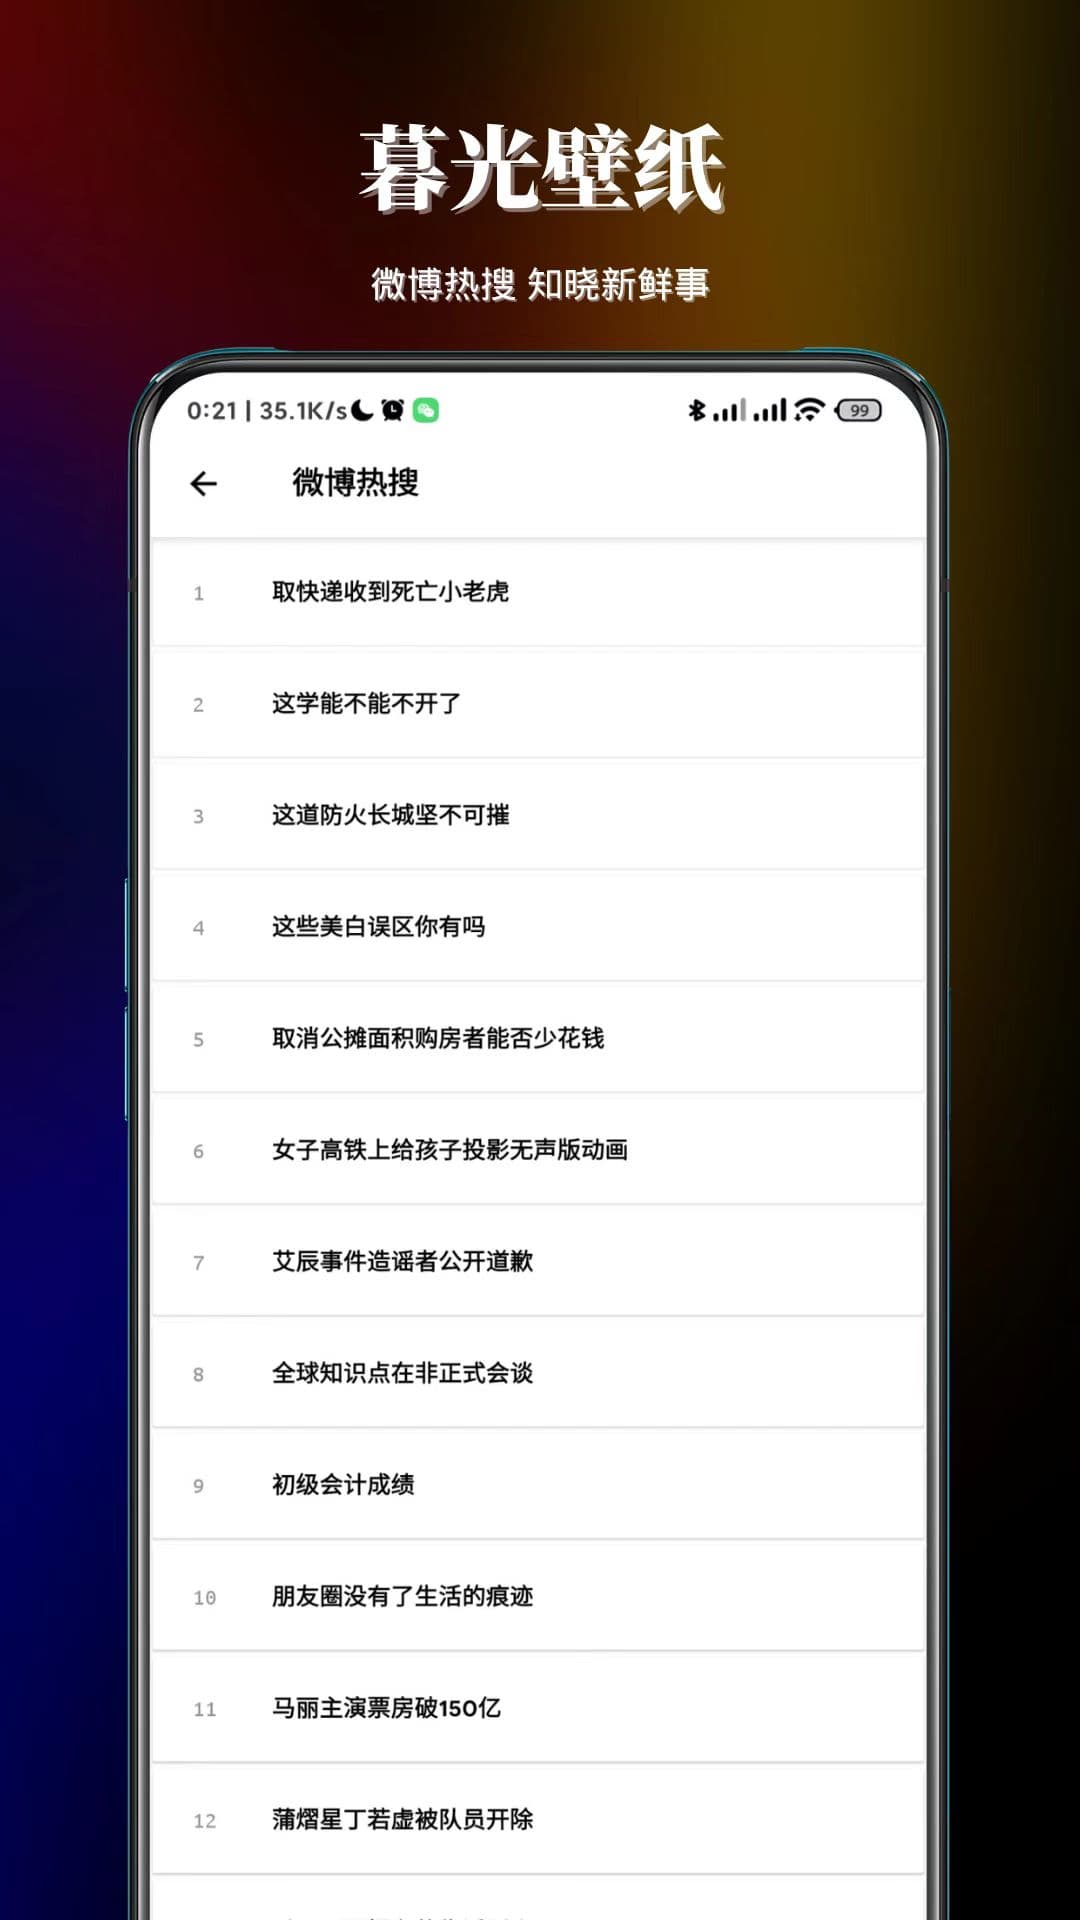 暮光壁纸
微博热搜 知晓新鲜事
0:21 | 35.1K/s 99
微博热搜
1 取快递收到死亡小老虎
2 这学能不能不开了
3 这道防火长城坚不可摧
4 这些美白误区你有吗
5 取消公摊面积购房者能否少花钱
6 女子高铁上给孩子投影无声版动画
7 艾辰事件造谣者公开道歉
8 全球知识点在非正式会谈
9 初级会计成绩
10 朋友圈没有了生活的痕迹
11 马丽主演票房破150亿
12 蒲熠星丁若虚被队员开除